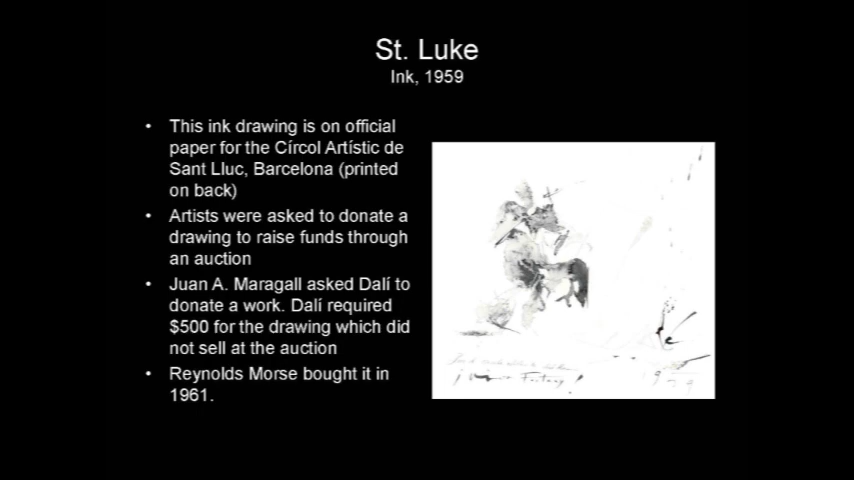 St. Luke
Ink, 1959
• This ink drawing is on official
paper for the Círcol Artístic de
Sant Lluc, Barcelona (printed
on back)
• Artists were asked to donate a
drawing to raise funds through
an auction
• Juan A. Maragall asked Dalí to
donate a work. Dalí required
$500 for the drawing which did
not sell at the auction
• Reynolds Morse bought it in
1961.
1959